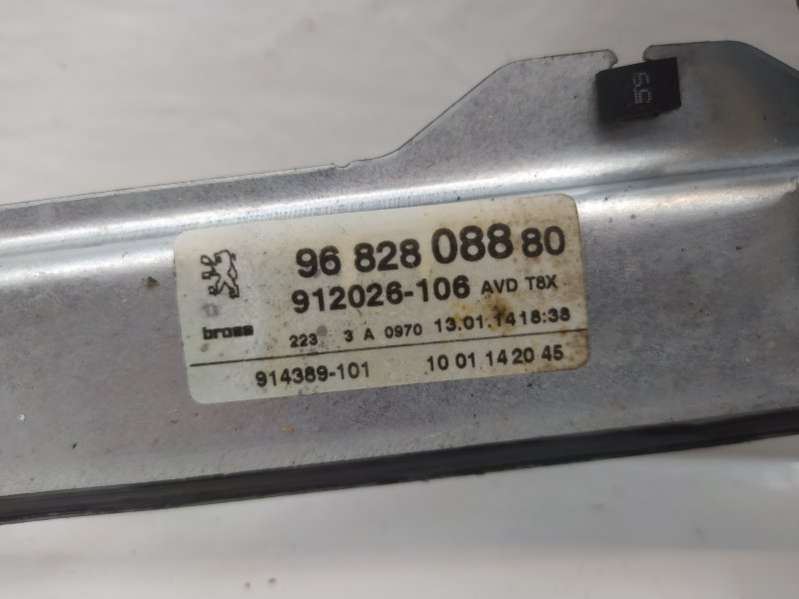 96 828 088 80
912026-106 AVD T8X
brose
223 3 A 0970 13.01.14 18:38
914389-101 10 01 14 20 45